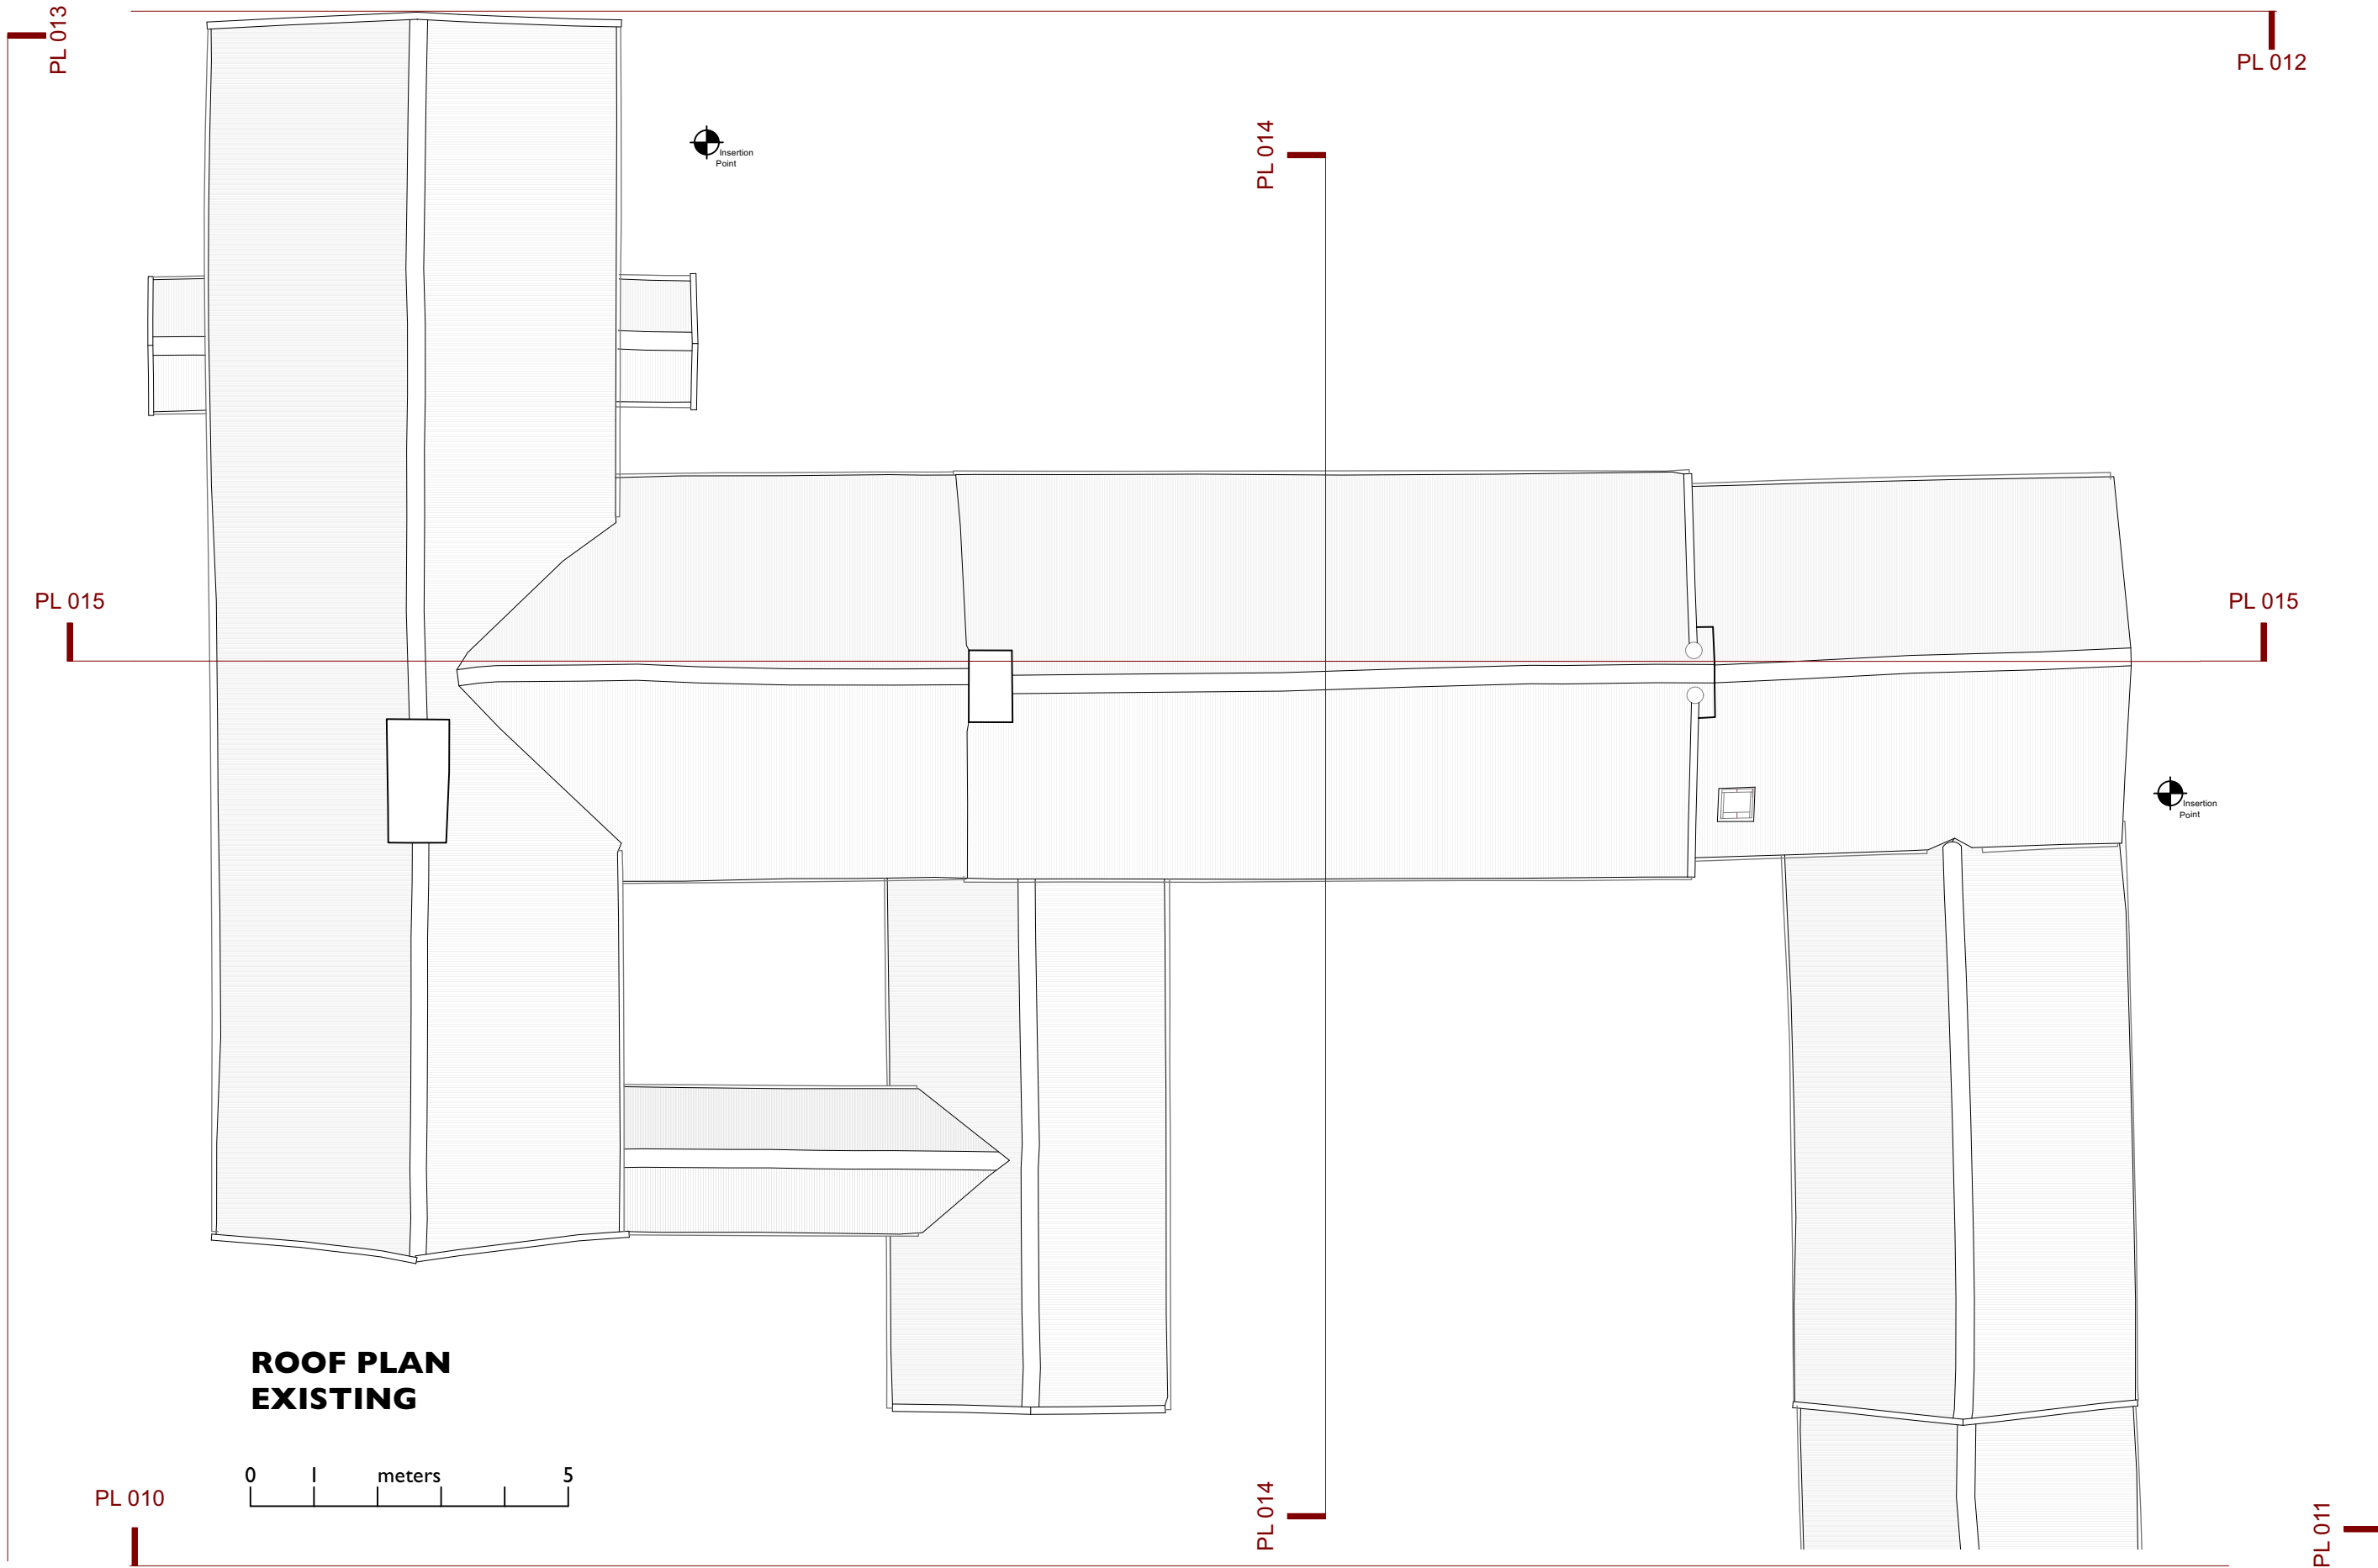 PL 013
PL 012
PL 014
Insertion
Point
PL 015
PL 015
Insertion
Point
ROOF PLAN
EXISTING
0 1 meters 5
PL 010
PL 014
PL 011